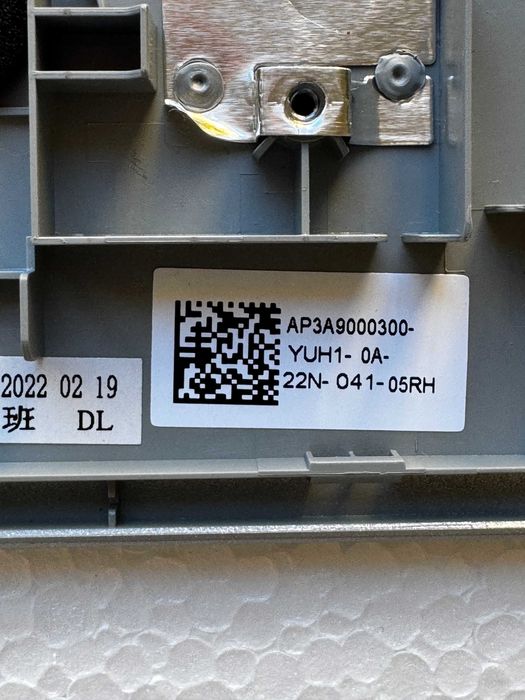 AP3A9000300-
YUH1- 0A-
22N- 041-05RH
2022 02 19
班 DL